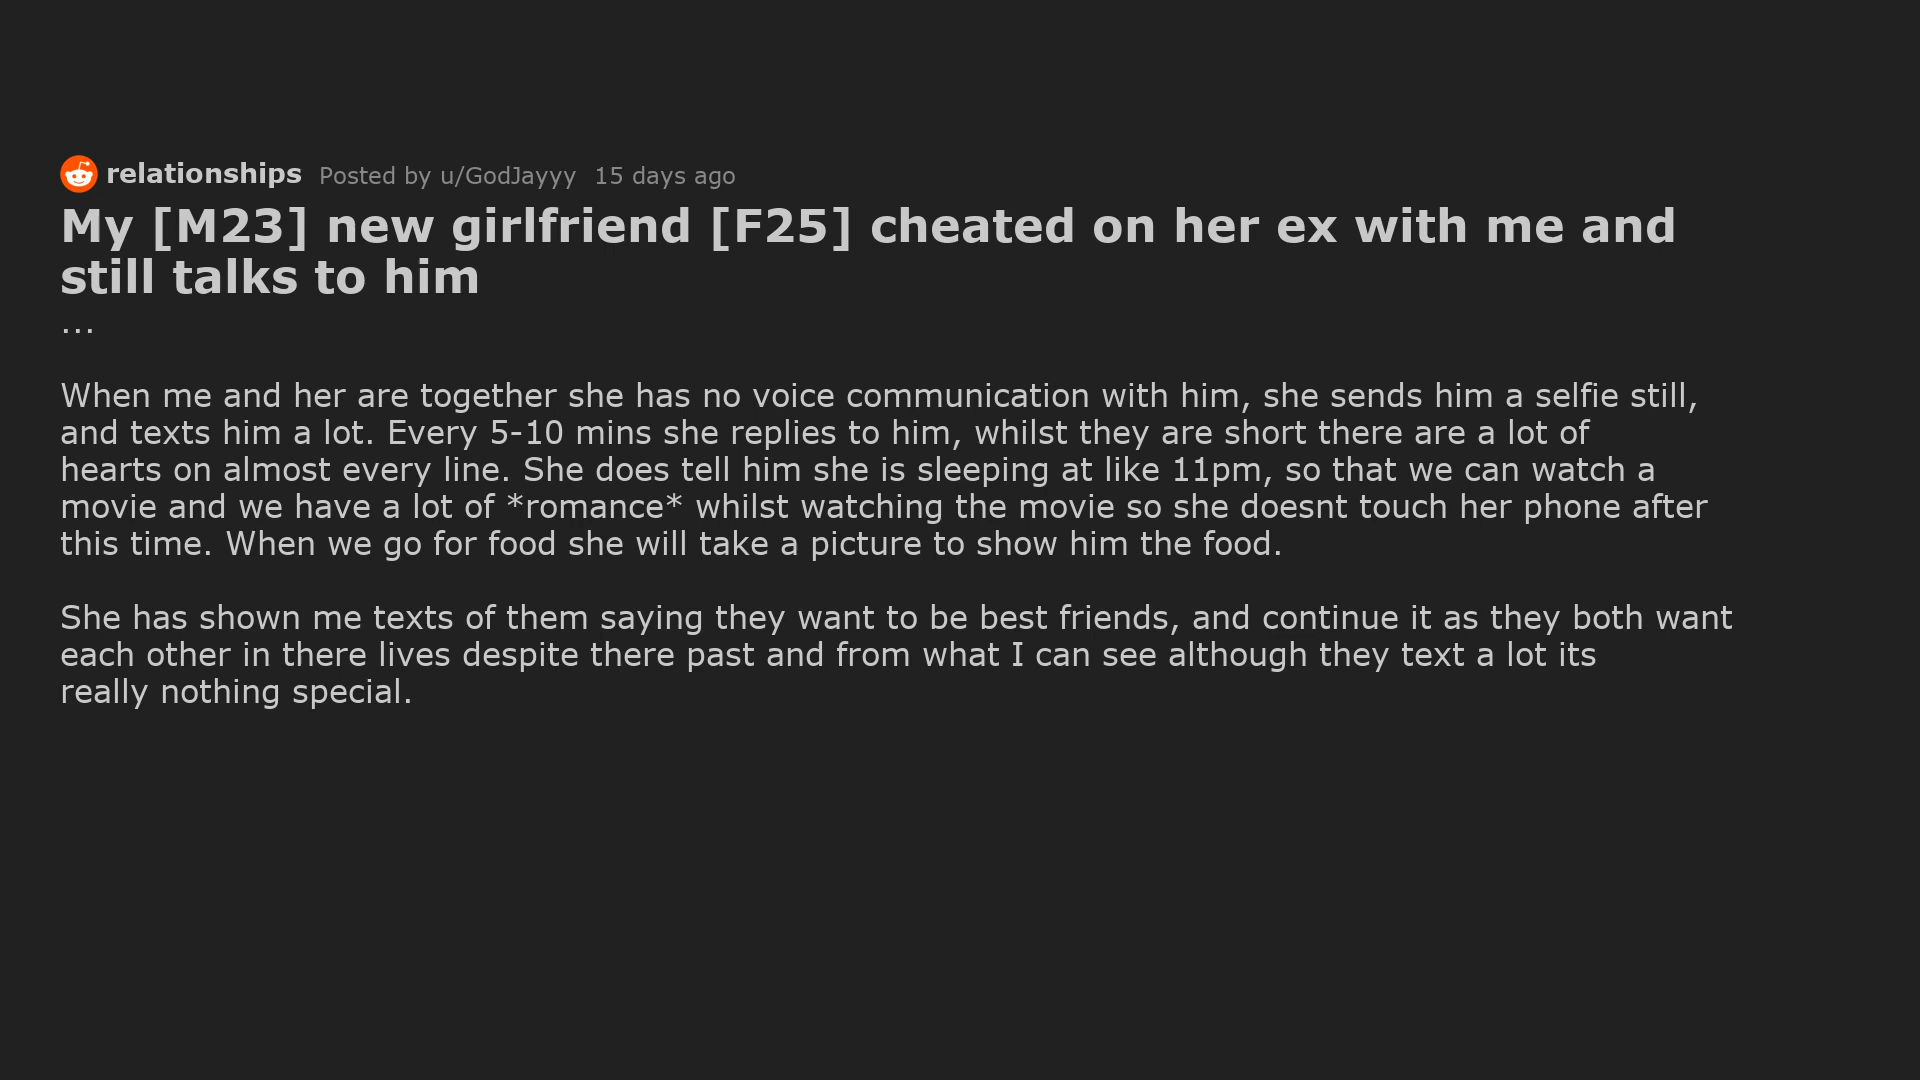 relationships Posted by u/GodJayyy 15 days ago
My [M23] new girlfriend [F25] cheated on her ex with me and
still talks to him
...
When me and her are together she has no voice communication with him, she sends him a selfie still,
and texts him a lot. Every 5-10 mins she replies to him, whilst they are short there are a lot of
hearts on almost every line. She does tell him she is sleeping at like 11pm, so that we can watch a
movie and we have a lot of *romance* whilst watching the movie so she doesnt touch her phone after
this time. When we go for food she will take a picture to show him the food.
She has shown me texts of them saying they want to be best friends, and continue it as they both want
each other in there lives despite there past and from what I can see although they text a lot its
really nothing special.